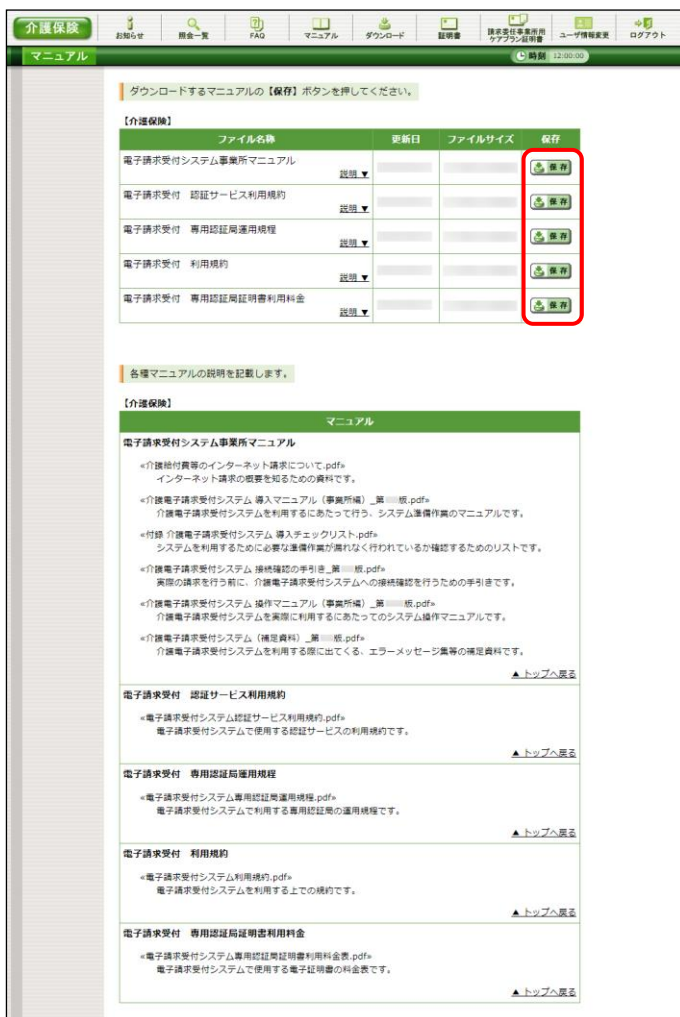 介護保険
お知らせ
照会一覧
FAQ
マニュアル
ダウンロード
証明書
請求委任事業所用
ケアプラン証明書
ユーザ情報変更
ログアウト
マニュアル
時刻 12:00:00
ダウンロードするマニュアルの【保存】ボタンを押してください。
【介護保険】
ファイル名称 更新日 ファイルサイズ 保存
電子請求受付システム事業所マニュアル
説明▼ 保存
電子請求受付 認証サービス利用規約
説明▼ 保存
電子請求受付 専用認証局運用規程
説明▼ 保存
電子請求受付 利用規約
説明▼ 保存
電子請求受付 専用認証局証明書利用料金
説明▼ 保存
各種マニュアルの説明を記載します。
【介護保険】
マニュアル
電子請求受付システム事業所マニュアル
«介護給付費等のインターネット請求について.pdf»
インターネット請求の概要を知るための資料です。
«介護電子請求受付システム 導入マニュアル（事業所編）_第 版.pdf»
介護電子請求受付システムを利用するにあたって行う、システム準備作業のマニュアルです。
«付録 介護電子請求受付システム 導入チェックリスト.pdf»
システムを利用するために必要な準備作業が漏れなく行われているか確認するためのリストです。
«介護電子請求受付システム 接続確認の手引き_第 版.pdf»
実際の請求を行う前に、介護電子請求受付システムへの接続確認を行うための手引きです。
«介護電子請求受付システム 操作マニュアル（事業所編）_第 版.pdf»
介護電子請求受付システムを実際に利用するにあたってのシステム操作マニュアルです。
«介護電子請求受付システム（補足資料）_第 版.pdf»
介護電子請求受付システムを利用する際に出てくる、エラーメッセージ集等の補足資料です。
▲ トップへ戻る
電子請求受付 認証サービス利用規約
«電子請求受付システム認証サービス利用規約.pdf»
電子請求受付システムで使用する認証サービスの利用規約です。
▲ トップへ戻る
電子請求受付 専用認証局運用規程
«電子請求受付システム専用認証局運用規程.pdf»
電子請求受付システムで利用する専用認証局の運用規程です。
▲ トップへ戻る
電子請求受付 利用規約
«電子請求受付システム利用規約.pdf»
電子請求受付システムを利用する上での規約です。
▲ トップへ戻る
電子請求受付 専用認証局証明書利用料金
«電子請求受付システム専用認証局証明書利用料金表.pdf»
電子請求受付システムで使用する電子証明書の料金表です。
▲ トップへ戻る